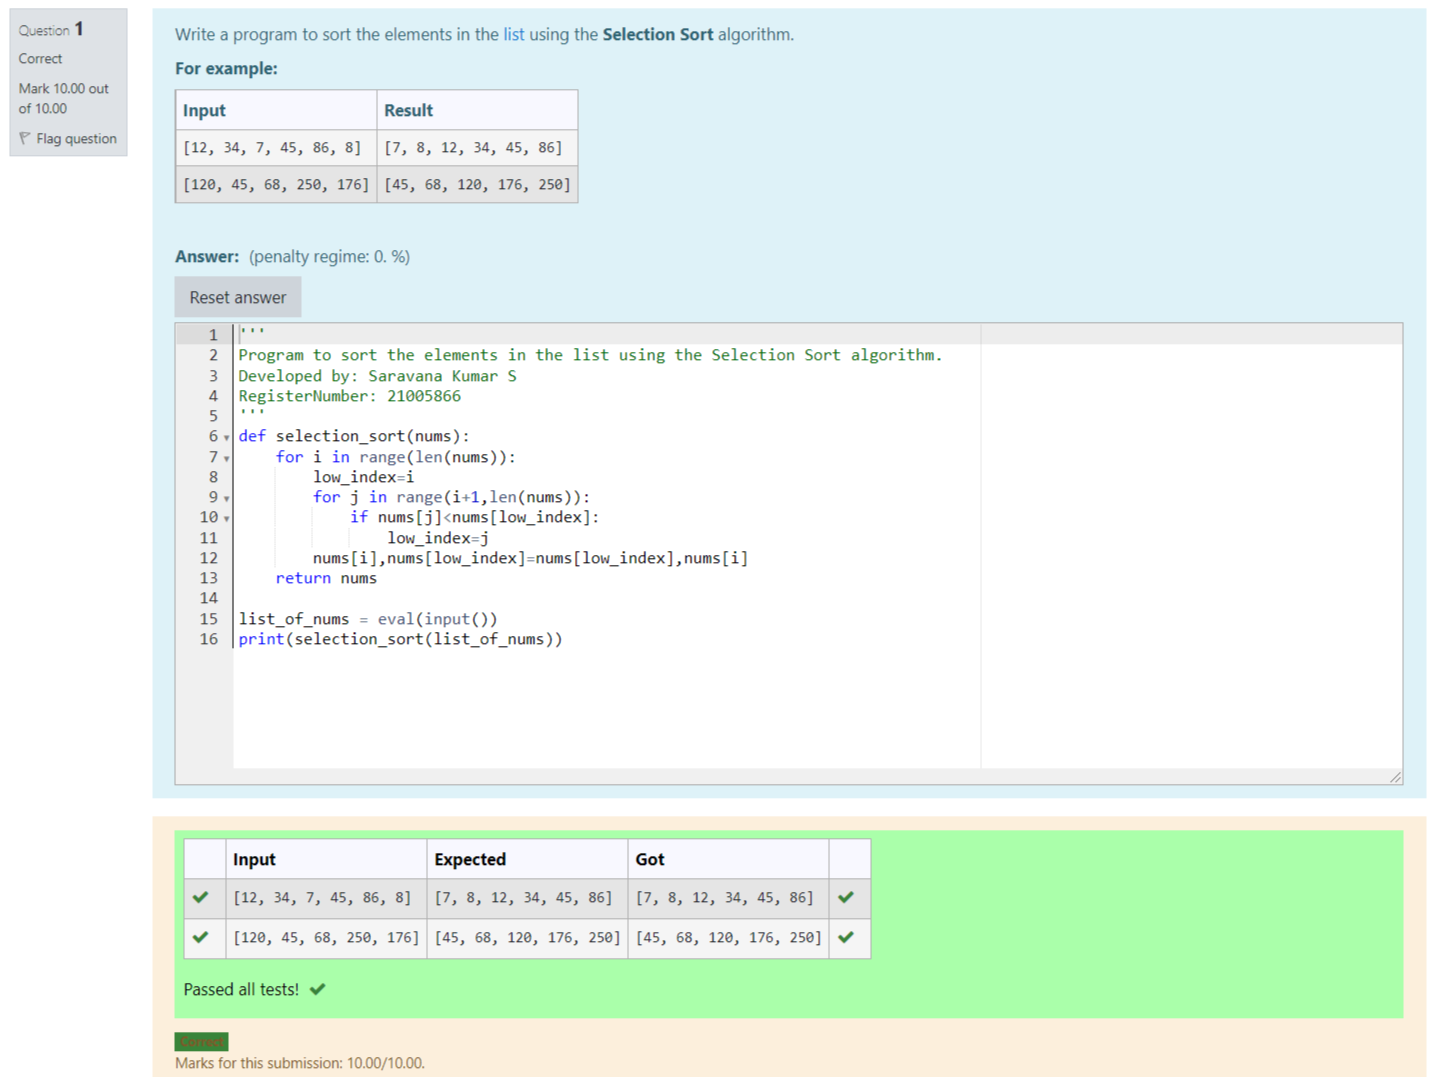 Question 1
Correct
Mark 10.00 out
of 10.00
Flag question
Write a program to sort the elements in the list using the Selection Sort algorithm.
For example:
Input Result
[12, 34, 7, 45, 86, 8] [7, 8, 12, 34, 45, 86]
[120, 45, 68, 250, 176] [45, 68, 120, 176, 250]
Answer: (penalty regime: 0. %)
Reset answer
1 '''
2 Program to sort the elements in the list using the Selection Sort algorithm.
3 Developed by: Saravana Kumar S
4 RegisterNumber: 21005866
5 '''
6 def selection_sort(nums):
7     for i in range(len(nums)):
8         low_index=i
9         for j in range(i+1,len(nums)):
10             if nums[j]<nums[low_index]:
11                 low_index=j
12         nums[i],nums[low_index]=nums[low_index],nums[i]
13     return nums
14
15 list_of_nums = eval(input())
16 print(selection_sort(list_of_nums))
Input Expected Got
[12, 34, 7, 45, 86, 8] [7, 8, 12, 34, 45, 86] [7, 8, 12, 34, 45, 86]
[120, 45, 68, 250, 176] [45, 68, 120, 176, 250] [45, 68, 120, 176, 250]
Passed all tests!
Correct
Marks for this submission: 10.00/10.00.